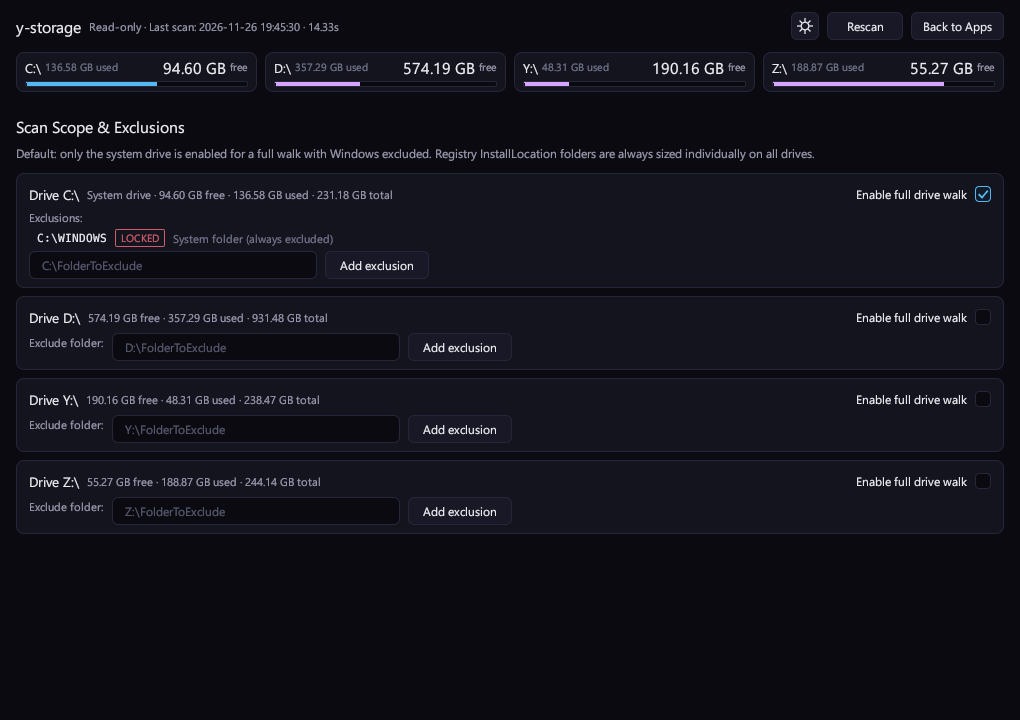 y-storage Read-only · Last scan: 2026-11-26 19:45:30 · 14.33s Rescan Back to Apps
C:\ 136.58 GB used 94.60 GB free D:\ 357.29 GB used 574.19 GB free Y:\ 48.31 GB used 190.16 GB free Z:\ 188.87 GB used 55.27 GB free
Scan Scope & Exclusions
Default: only the system drive is enabled for a full walk with Windows excluded. Registry InstallLocation folders are always sized individually on all drives.
Drive C:\ System drive · 94.60 GB free · 136.58 GB used · 231.18 GB total Enable full drive walk
Exclusions:
C:\WINDOWS LOCKED System folder (always excluded)
C:\FolderToExclude Add exclusion
Drive D:\ 574.19 GB free · 357.29 GB used · 931.48 GB total Enable full drive walk
Exclude folder: D:\FolderToExclude Add exclusion
Drive Y:\ 190.16 GB free · 48.31 GB used · 238.47 GB total Enable full drive walk
Exclude folder: Y:\FolderToExclude Add exclusion
Drive Z:\ 55.27 GB free · 188.87 GB used · 244.14 GB total Enable full drive walk
Exclude folder: Z:\FolderToExclude Add exclusion